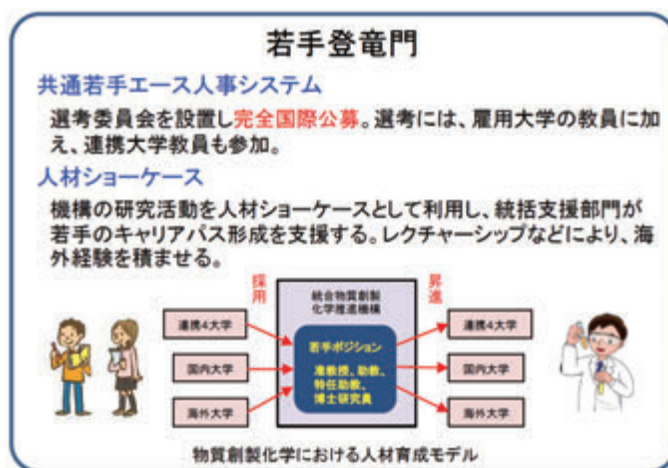 若手登竜門
共通若手エース人事システム
選考委員会を設置し完全国際公募。選考には、雇用大学の教員に加
え、連携大学教員も参加。
人材ショーケース
機構の研究活動を人材ショーケースとして利用し、統括支援部門が
若手のキャリアパス形成を支援する。レクチャーシップなどにより、海
外経験を積ませる。
採用
昇進
統合物質創製
化学推進機構
連携4大学
国内大学
海外大学
若手ポジション
准教授、助教、
特任助教、
博士研究員
連携4大学
国内大学
海外大学
物質創製化学における人材育成モデル